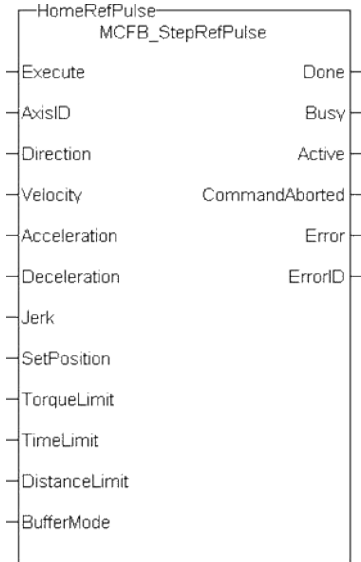 HomeRefPulse
MCFB_StepRefPulse
Execute Done
AxisID Busy
Direction Active
Velocity CommandAborted
Acceleration Error
Deceleration ErrorID
Jerk
SetPosition
TorqueLimit
TimeLimit
DistanceLimit
BufferMode